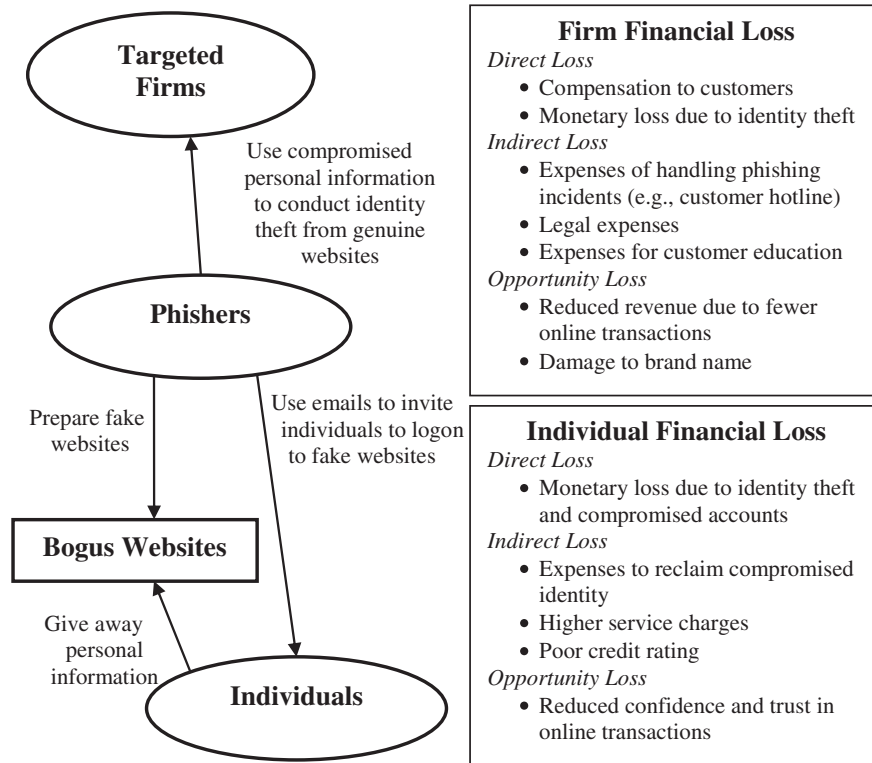 Targeted
Firms
Use compromised
personal information
to conduct identity
theft from genuine
websites
Phishers
Prepare fake
websites
Use emails to invite
individuals to logon
to fake websites
Bogus Websites
Give away
personal
information
Individuals
Firm Financial Loss
Direct Loss
• Compensation to customers
• Monetary loss due to identity theft
Indirect Loss
• Expenses of handling phishing
incidents (e.g., customer hotline)
• Legal expenses
• Expenses for customer education
Opportunity Loss
• Reduced revenue due to fewer
online transactions
• Damage to brand name
Individual Financial Loss
Direct Loss
• Monetary loss due to identity theft
and compromised accounts
Indirect Loss
• Expenses to reclaim compromised
identity
• Higher service charges
• Poor credit rating
Opportunity Loss
• Reduced confidence and trust in
online transactions